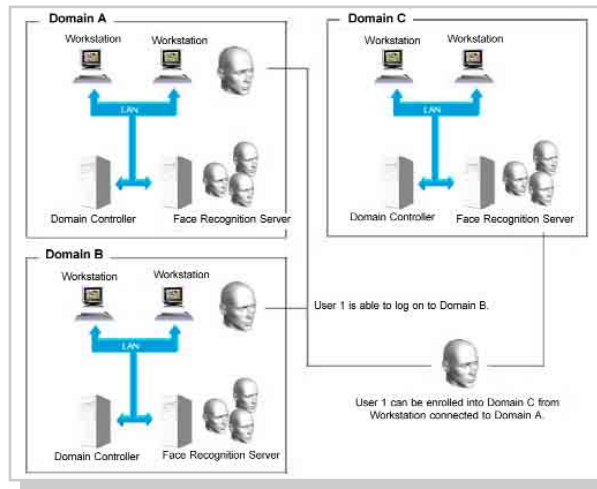 Domain A
Workstation
Workstation
LAN
Domain Controller
Face Recognition Server
Domain C
Workstation
Workstation
LAN
Domain Controller
Face Recognition Server
Domain B
Workstation
Workstation
LAN
Domain Controller
Face Recognition Server
User 1 is able to log on to Domain B.
User 1 can be enrolled into Domain C from
Workstation connected to Domain A.